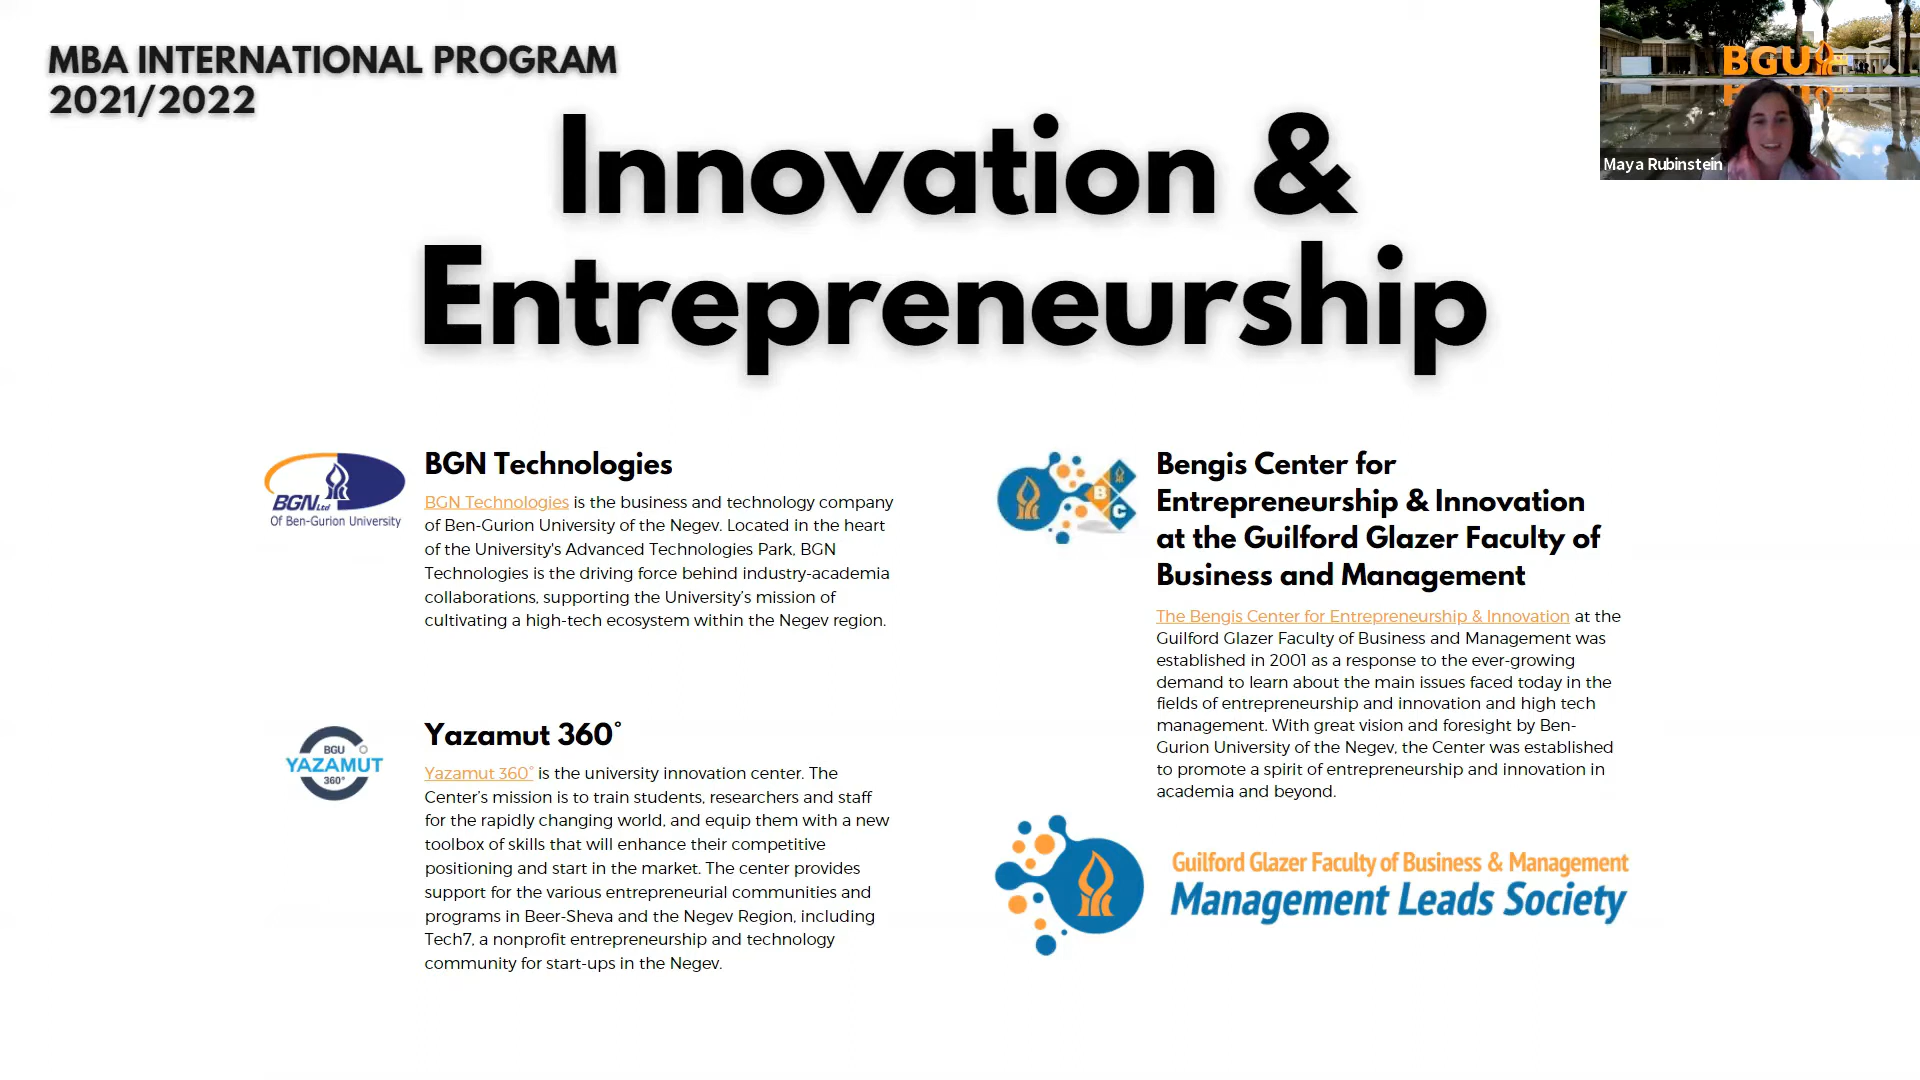 MBA INTERNATIONAL PROGRAM
2021/2022
Innovation &
Entrepreneurship
BGU
Maya Rubinstein
BGN Ltd
Of Ben-Gurion University
BGN Technologies
BGN Technologies is the business and technology company
of Ben-Gurion University of the Negev. Located in the heart
of the University's Advanced Technologies Park, BGN
Technologies is the driving force behind industry-academia
collaborations, supporting the University’s mission of
cultivating a high-tech ecosystem within the Negev region.
BGU
YAZAMUT
360°
Yazamut 360°
Yazamut 360° is the university innovation center. The
Center’s mission is to train students, researchers and staff
for the rapidly changing world, and equip them with a new
toolbox of skills that will enhance their competitive
positioning and start in the market. The center provides
support for the various entrepreneurial communities and
programs in Beer-Sheva and the Negev Region, including
Tech7, a nonprofit entrepreneurship and technology
community for start-ups in the Negev.
B
C
Bengis Center for
Entrepreneurship & Innovation
at the Guilford Glazer Faculty of
Business and Management
The Bengis Center for Entrepreneurship & Innovation at the
Guilford Glazer Faculty of Business and Management was
established in 2001 as a response to the ever-growing
demand to learn about the main issues faced today in the
fields of entrepreneurship and innovation and high tech
management. With great vision and foresight by Ben-
Gurion University of the Negev, the Center was established
to promote a spirit of entrepreneurship and innovation in
academia and beyond.
Guilford Glazer Faculty of Business & Management
Management Leads Society